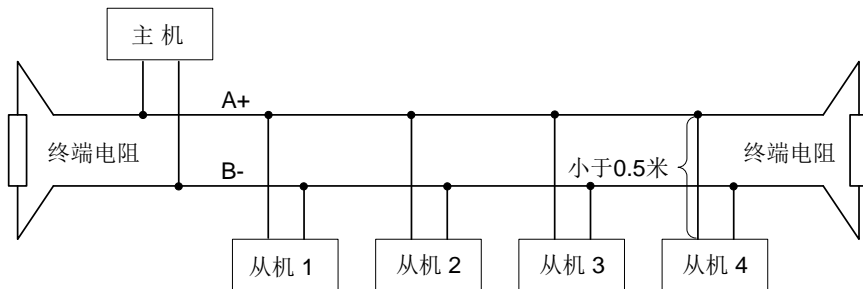 主 机
A+
终端电阻
小于0.5米
终端电阻
B-
从机 1
从机 2
从机 3
从机 4